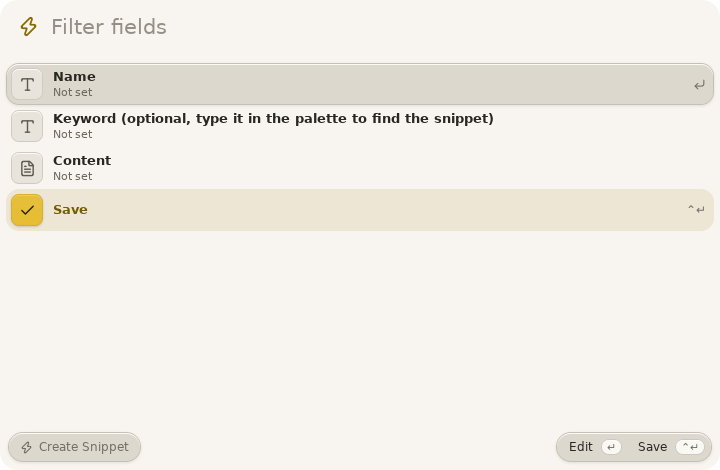 Filter fields
Name
Not set
↵
Keyword (optional, type it in the palette to find the snippet)
Not set
Content
Not set
Save
⌃↵
Create Snippet
Edit ↵ Save ⌃↵